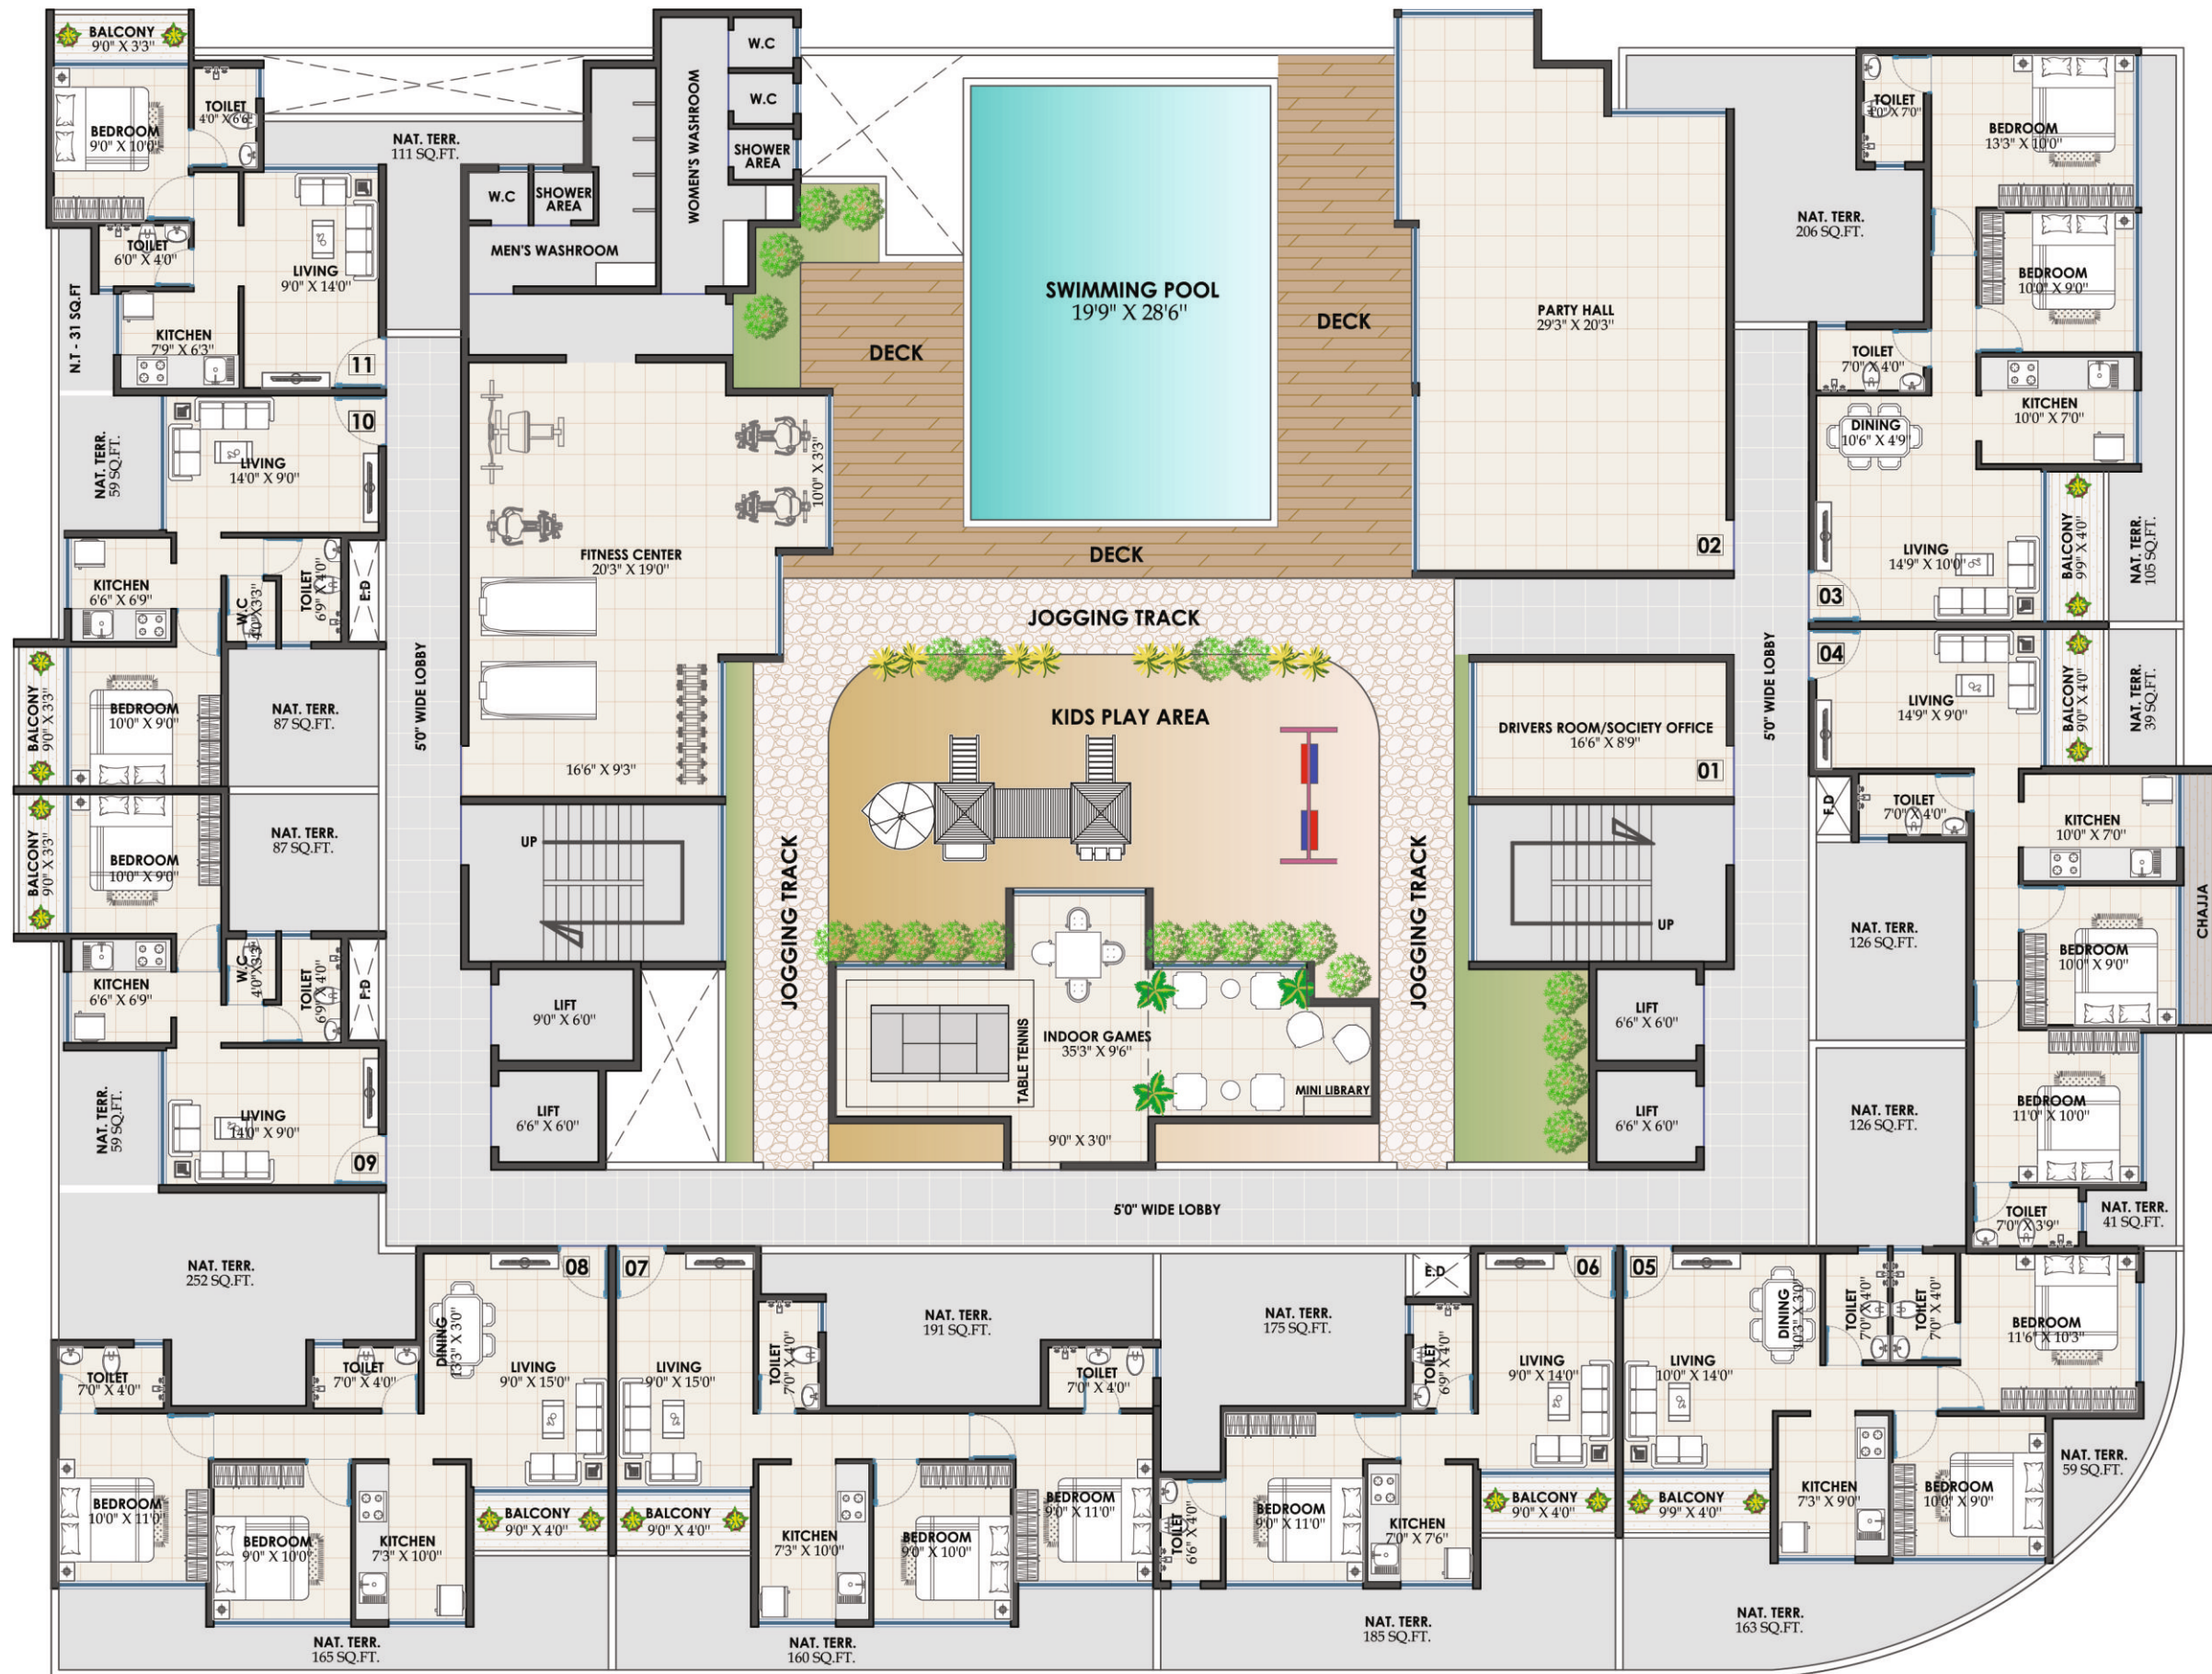 BALCONY
9'0" X 3'3"
BEDROOM
9'0" X 10'0"
TOILET
4'0" X 6'6"
NAT. TERR.
111 SQ.FT.
TOILET
6'0" X 4'0"
LIVING
9'0" X 14'0"
KITCHEN
7'9" X 6'3"
N.T - 31 SQ.FT
11
W.C
W.C
SHOWER
AREA
WOMEN'S WASHROOM
W.C
SHOWER
AREA
MEN'S WASHROOM
SWIMMING POOL
19'9" X 28'6"
DECK
DECK
DECK
PARTY HALL
29'3" X 20'3"
02
TOILET
BEDROOM
13'3" X 10'0"
NAT. TERR.
206 SQ.FT.
BEDROOM
10'0" X 9'0"
TOILET
7'0" X 4'0"
KITCHEN
10'0" X 7'0"
DINING
10'6" X 4'9"
LIVING
14'9" X 10'0"
BALCONY
9'9" X 4'0"
NAT. TERR.
105 SQ.FT.
03
10
LIVING
14'0" X 9'0"
NAT. TERR.
59 SQ.FT.
KITCHEN
6'6" X 6'9"
W.C
4'0"X3'3"
TOILET
6'9" X 4'0"
E.D
BALCONY
9'0" X 3'3"
BEDROOM
10'0" X 9'0"
NAT. TERR.
87 SQ.FT.
5'0" WIDE LOBBY
FITNESS CENTER
20'3" X 19'0"
10'0" X 3'3"
16'6" X 9'3"
JOGGING TRACK
KIDS PLAY AREA
JOGGING TRACK
JOGGING TRACK
DRIVERS ROOM/SOCIETY OFFICE
16'6" X 8'9"
01
5'0" WIDE LOBBY
04
LIVING
14'9" X 9'0"
BALCONY
9'0" X 4'0"
NAT. TERR.
39 SQ.FT.
F.D
TOILET
7'0" X 4'0"
KITCHEN
10'0" X 7'0"
CHAJJA
NAT. TERR.
126 SQ.FT.
BEDROOM
10'0" X 9'0"
NAT. TERR.
126 SQ.FT.
BEDROOM
11'0" X 10'0"
TOILET
7'0" X 3'9"
NAT. TERR.
41 SQ.FT.
BALCONY
9'0" X 3'3"
BEDROOM
10'0" X 9'0"
NAT. TERR.
87 SQ.FT.
KITCHEN
6'6" X 6'9"
W.C
4'0"X3'3"
TOILET
6'9" X 4'0"
F.D
NAT. TERR.
59 SQ.FT.
LIVING
14'0" X 9'0"
09
UP
LIFT
9'0" X 6'0"
LIFT
6'6" X 6'0"
TABLE TENNIS
INDOOR GAMES
35'3" X 9'6"
MINI LIBRARY
9'0" X 3'0"
UP
LIFT
6'6" X 6'0"
LIFT
6'6" X 6'0"
5'0" WIDE LOBBY
NAT. TERR.
252 SQ.FT.
TOILET
7'0" X 4'0"
TOILET
7'0" X 4'0"
DINING
13'3" X 3'0"
LIVING
9'0" X 15'0"
08
BEDROOM
10'0" X 11'0"
BEDROOM
9'0" X 10'0"
KITCHEN
7'3" X 10'0"
BALCONY
9'0" X 4'0"
NAT. TERR.
165 SQ.FT.
07
LIVING
9'0" X 15'0"
TOILET
7'0" X 4'0"
NAT. TERR.
191 SQ.FT.
TOILET
7'0" X 4'0"
BALCONY
9'0" X 4'0"
KITCHEN
7'3" X 10'0"
BEDROOM
9'0" X 10'0"
BEDROOM
9'0" X 11'0"
NAT. TERR.
160 SQ.FT.
NAT. TERR.
175 SQ.FT.
E.D
TOILET
6'9" X 4'0"
LIVING
9'0" X 14'0"
06
TOILET
6'6" X 4'0"
BEDROOM
9'0" X 11'0"
KITCHEN
7'0" X 7'6"
BALCONY
9'0" X 4'0"
NAT. TERR.
185 SQ.FT.
05
LIVING
10'0" X 14'0"
DINING
10'3" X 3'0"
TOILET
7'0" X 4'0"
TOILET
7'0" X 4'0"
BEDROOM
11'6" X 10'3"
BALCONY
9'9" X 4'0"
KITCHEN
7'3" X 9'0"
BEDROOM
10'0" X 9'0"
NAT. TERR.
59 SQ.FT.
NAT. TERR.
163 SQ.FT.